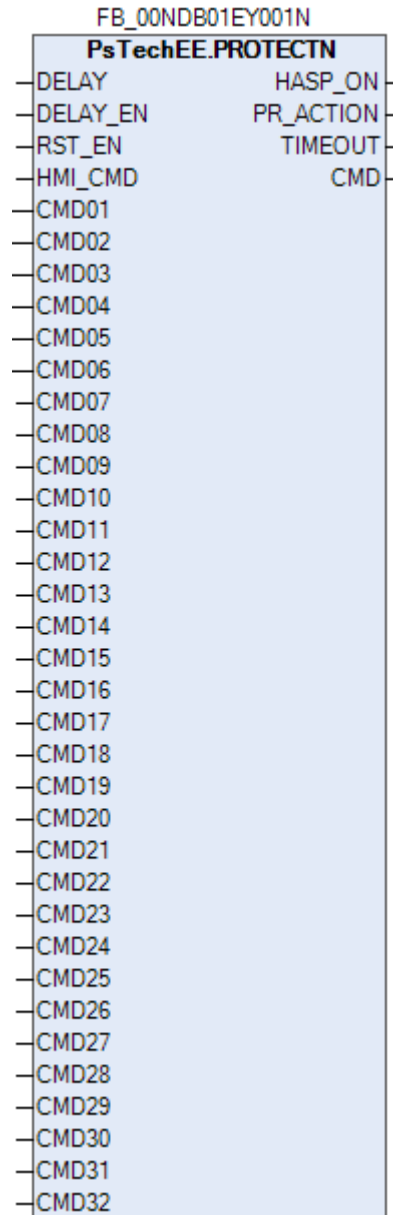 FB_00NDB01EY001N
PsTechEE.PROTECTN
DELAY HASP_ON
DELAY_EN PR_ACTION
RST_EN TIMEOUT
HMI_CMD CMD
CMD01
CMD02
CMD03
CMD04
CMD05
CMD06
CMD07
CMD08
CMD09
CMD10
CMD11
CMD12
CMD13
CMD14
CMD15
CMD16
CMD17
CMD18
CMD19
CMD20
CMD21
CMD22
CMD23
CMD24
CMD25
CMD26
CMD27
CMD28
CMD29
CMD30
CMD31
CMD32